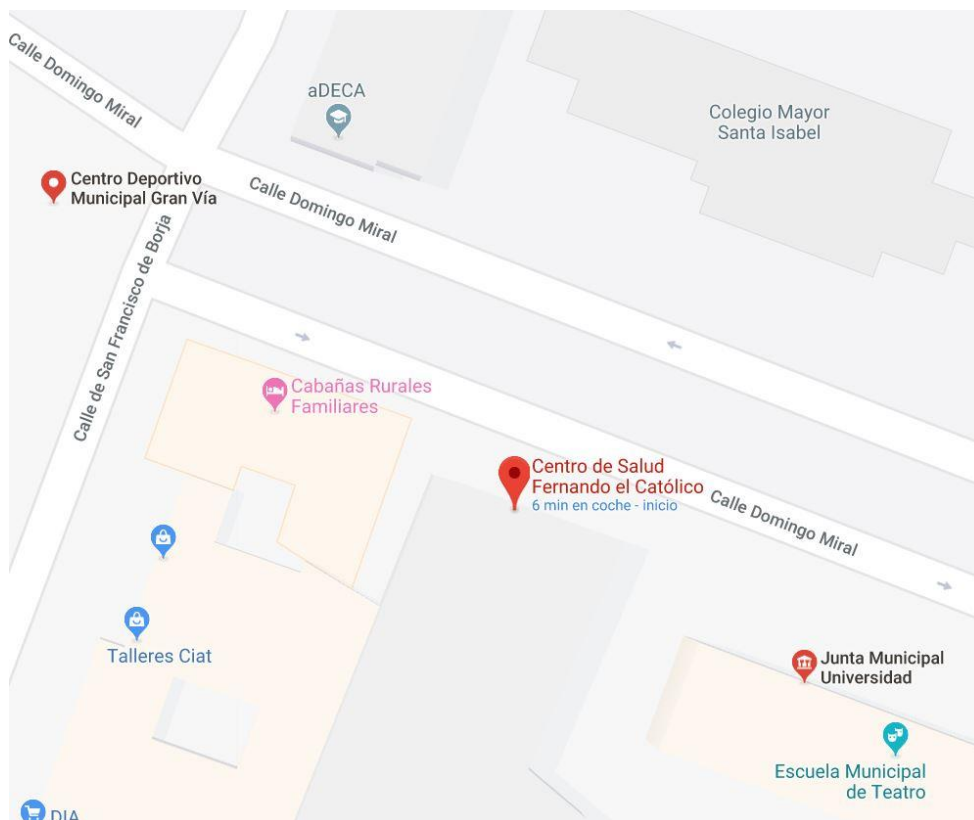 Calle Domingo Miral
aDECA
Colegio Mayor
Santa Isabel
Centro Deportivo
Municipal Gran Vía
Calle Domingo Miral
Calle de San Francisco de Borja
Cabañas Rurales
Familiares
Centro de Salud
Fernando el Católico
6 min en coche - inicio
Calle Domingo Miral
Talleres Ciat
Junta Municipal
Universidad
Escuela Municipal
de Teatro
DIA